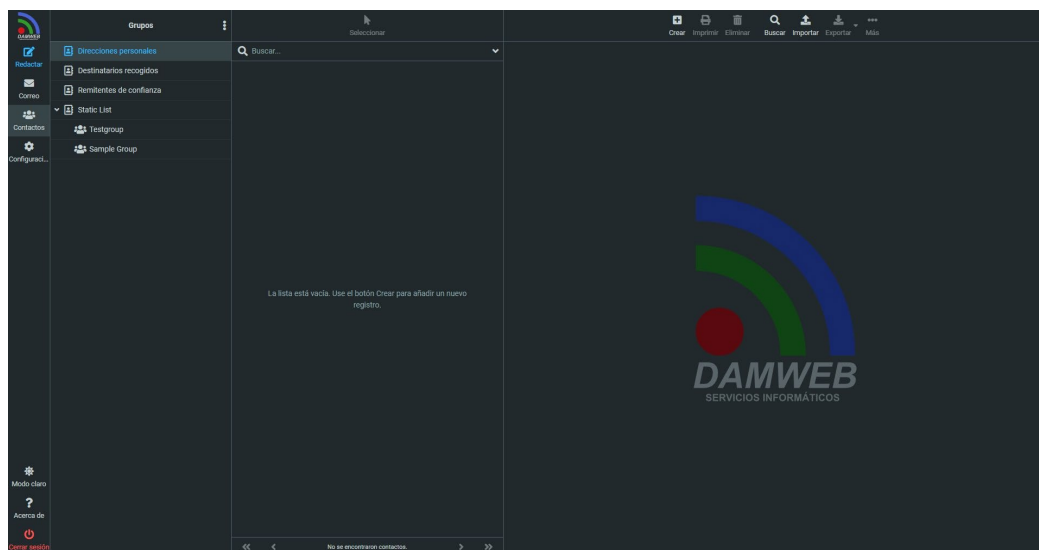 DAMWEB
Redactar
Correo
Contactos
Configuraci...
Modo claro
Acerca de
Cerrar sesión
Grupos
Direcciones personales
Destinatarios recogidos
Remitentes de confianza
Static List
Testgroup
Sample Group
Seleccionar
Buscar...
La lista está vacía. Use el botón Crear para añadir un nuevo
registro.
No se encontraron contactos.
Crear Imprimir Eliminar Buscar Importar Exportar Más
DAMWEB
SERVICIOS INFORMÁTICOS